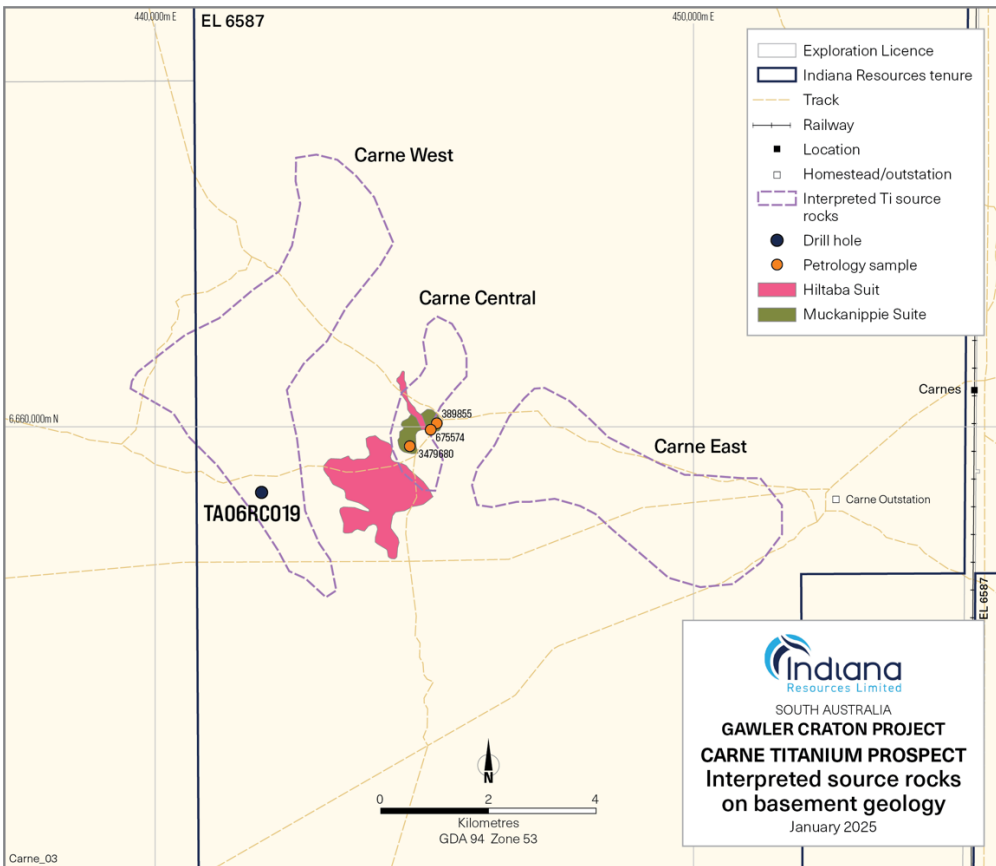 440,000m E
450,000m E
EL 6587
Exploration Licence
Indiana Resources tenure
Track
Railway
Location
Homestead/outstation
Interpreted Ti source
rocks
Drill hole
Petrology sample
Hiltaba Suit
Muckanippie Suite
Carne West
Carne Central
Carnes
6,660,000m N
389855
675574
3479680
Carne East
Carne Outstation
TA06RC019
EL 6587
Indiana
Resources Limited
SOUTH AUSTRALIA
GAWLER CRATON PROJECT
CARNE TITANIUM PROSPECT
Interpreted source rocks
on basement geology
January 2025
N
0 2 4
Kilometres
GDA 94 Zone 53
Carne_03